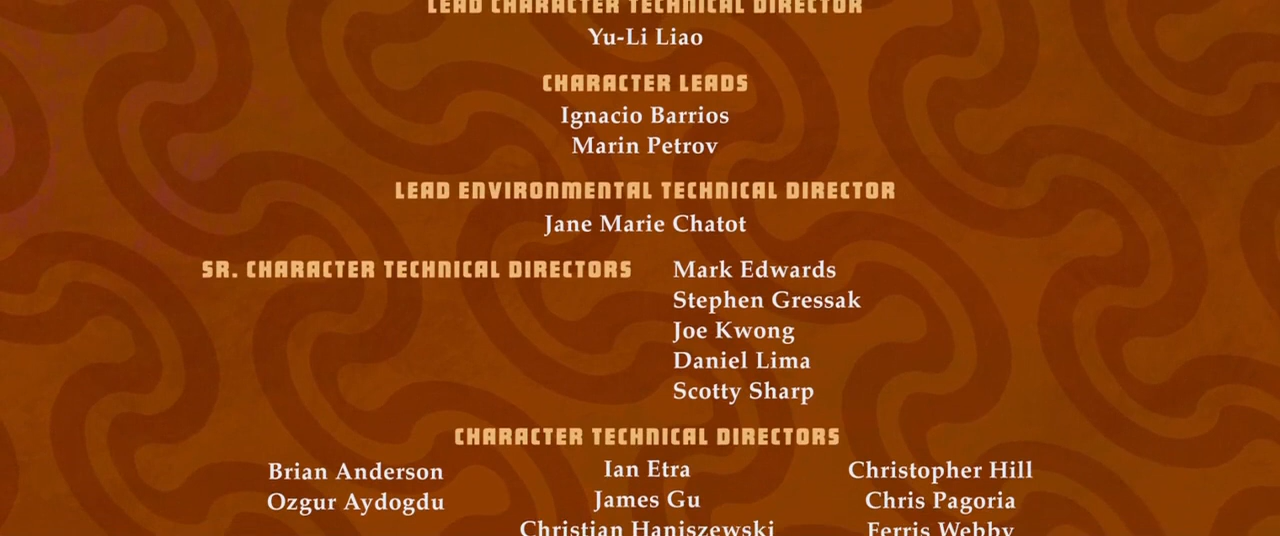 LEAD CHARACTER TECHNICAL DIRECTOR
Yu-Li Liao
CHARACTER LEADS
Ignacio Barrios
Marin Petrov
LEAD ENVIRONMENTAL TECHNICAL DIRECTOR
Jane Marie Chatot
SR. CHARACTER TECHNICAL DIRECTORS
Mark Edwards
Stephen Gressak
Joe Kwong
Daniel Lima
Scotty Sharp
CHARACTER TECHNICAL DIRECTORS
Brian Anderson
Ozgur Aydogdu
Ian Etra
James Gu
Christian Haniszewski
Christopher Hill
Chris Pagoria
Ferris Webby